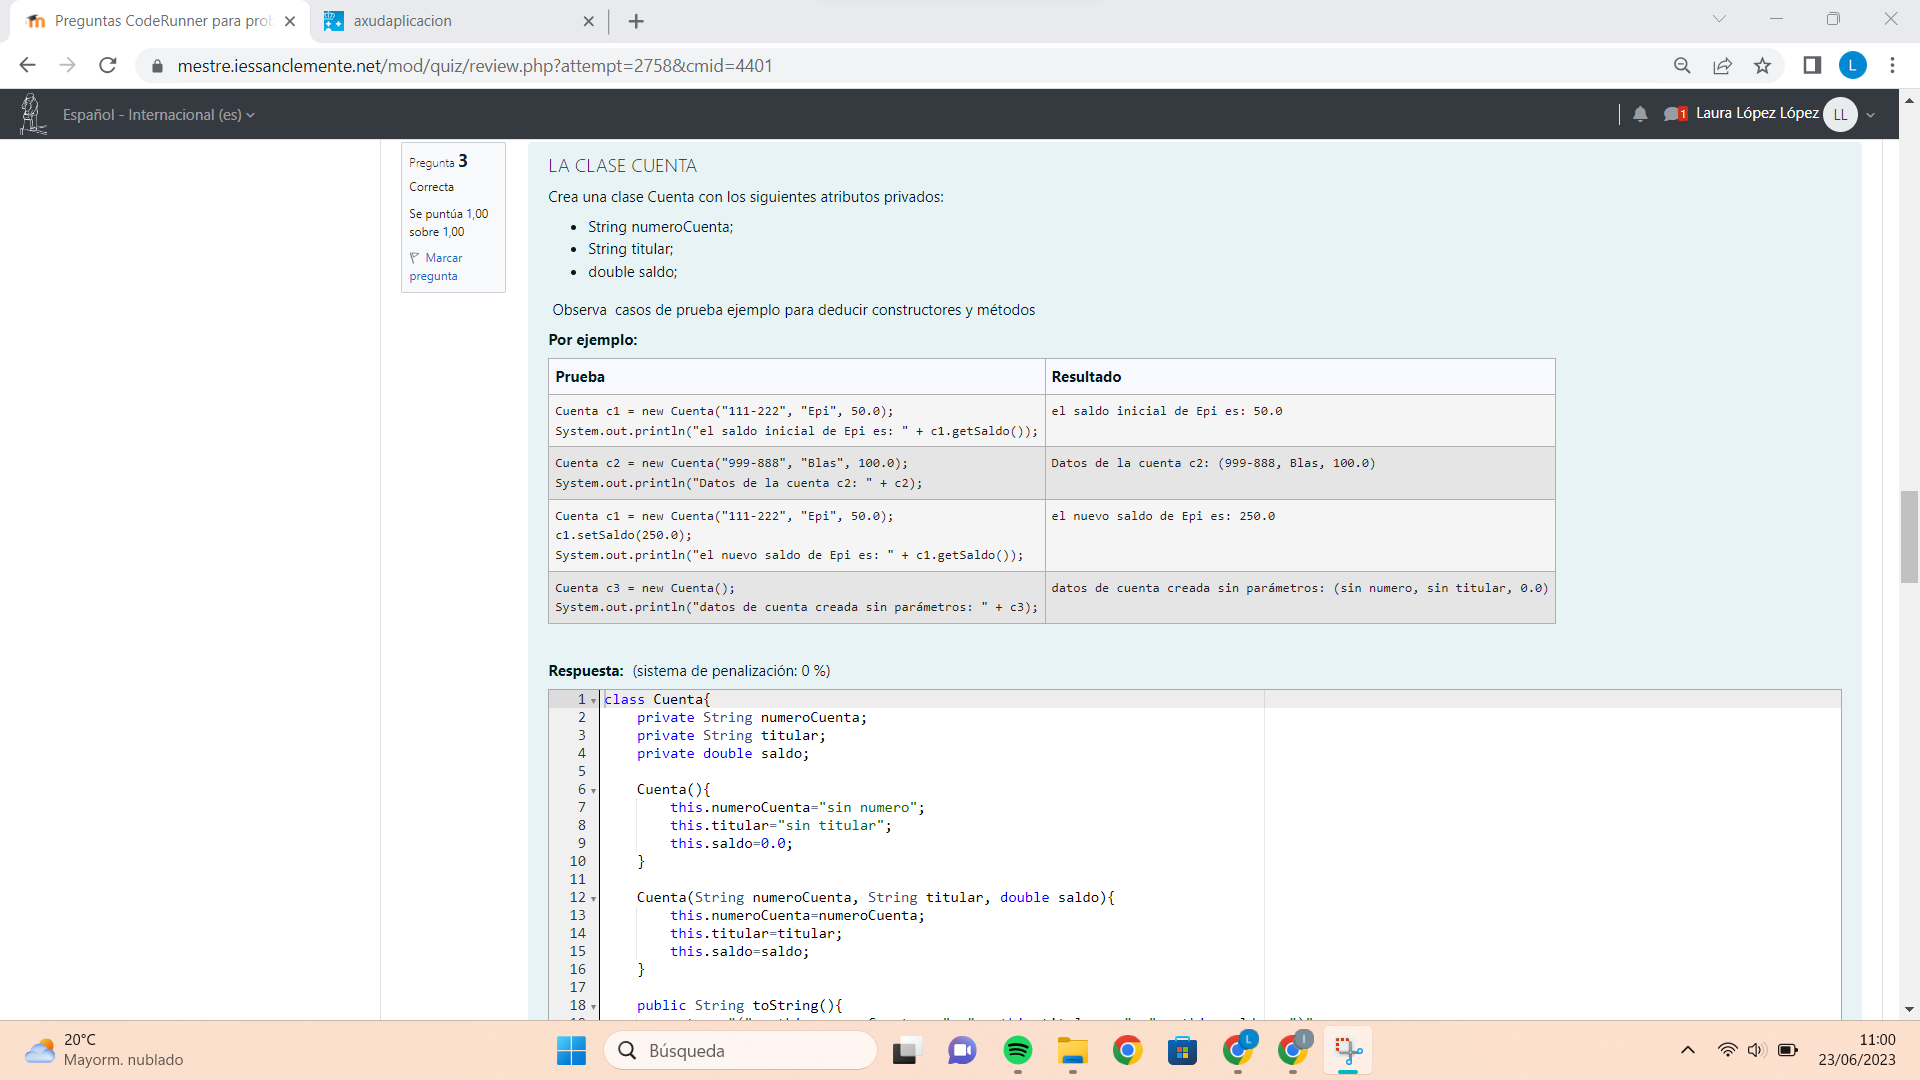 Preguntas CodeRunner para prob
axudaplicacion
mestre.iessanclemente.net/mod/quiz/review.php?attempt=2758&cmid=4401
L
Español - Internacional (es)
1
Laura López López
LL
Pregunta 3
Correcta
Se puntúa 1,00
sobre 1,00
Marcar
pregunta
LA CLASE CUENTA
Crea una clase Cuenta con los siguientes atributos privados:
• String numeroCuenta;
• String titular;
• double saldo;
Observa  casos de prueba ejemplo para deducir constructores y métodos
Por ejemplo:
Prueba Resultado
Cuenta c1 = new Cuenta("111-222", "Epi", 50.0); el saldo inicial de Epi es: 50.0
System.out.println("el saldo inicial de Epi es: " + c1.getSaldo());
Cuenta c2 = new Cuenta("999-888", "Blas", 100.0); Datos de la cuenta c2: (999-888, Blas, 100.0)
System.out.println("Datos de la cuenta c2: " + c2);
Cuenta c1 = new Cuenta("111-222", "Epi", 50.0); el nuevo saldo de Epi es: 250.0
c1.setSaldo(250.0);
System.out.println("el nuevo saldo de Epi es: " + c1.getSaldo());
Cuenta c3 = new Cuenta(); datos de cuenta creada sin parámetros: (sin numero, sin titular, 0.0)
System.out.println("datos de cuenta creada sin parámetros: " + c3);
Respuesta: (sistema de penalización: 0 %)
1 class Cuenta{
2 private String numeroCuenta;
3 private String titular;
4 private double saldo;
5
6 Cuenta(){
7 this.numeroCuenta="sin numero";
8 this.titular="sin titular";
9 this.saldo=0.0;
10 }
11
12 Cuenta(String numeroCuenta, String titular, double saldo){
13 this.numeroCuenta=numeroCuenta;
14 this.titular=titular;
15 this.saldo=saldo;
16 }
17
18 public String toString(){
20°C
Mayorm. nublado
Búsqueda
L
I
11:00
23/06/2023